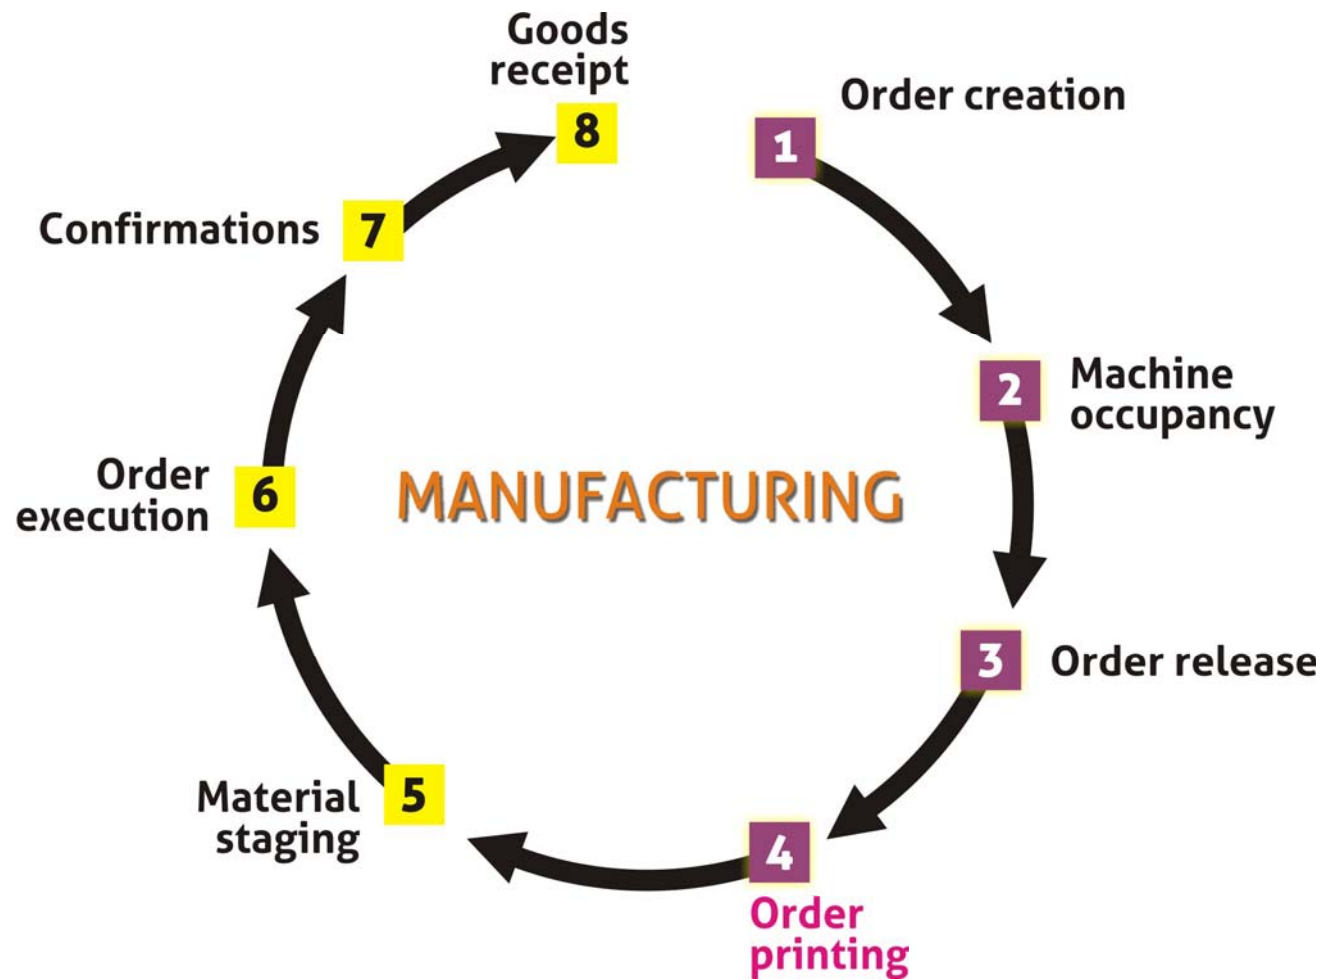 Goods
receipt
8
1
Order creation
Confirmations
7
2
Machine
occupancy
Order
execution
6
MANUFACTURING
3
Order release
Material
staging
5
4
Order
printing